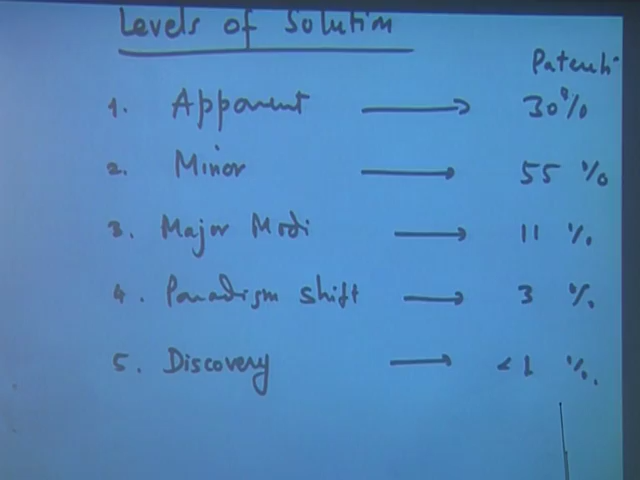 Levels of Solution
Patents
1. Apparent → 30%
2. Minor → 55 %
3. Major Modi → 11 %
4. Paradigm shift → 3 %
5. Discovery → <1 %.